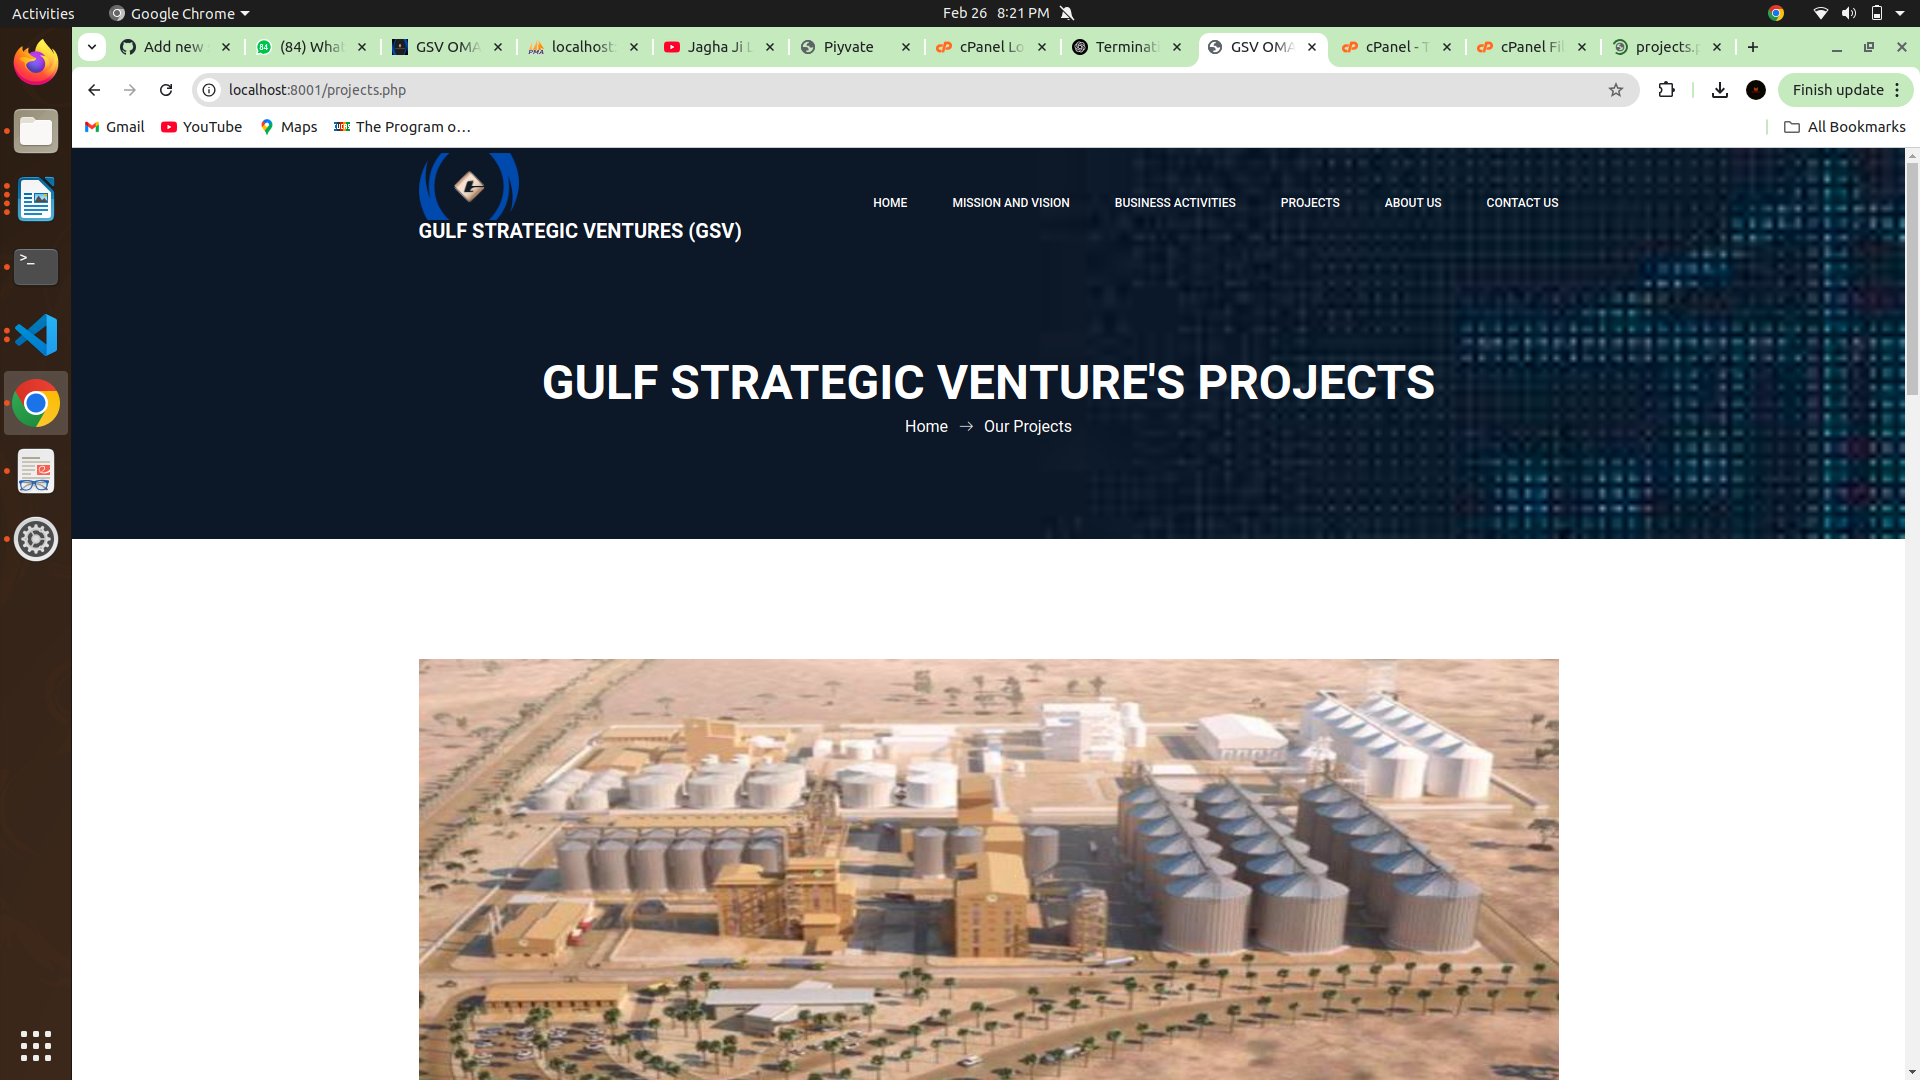 Activities
Google Chrome
Feb 26 8:21 PM
Add new
(84) What
GSV OMA
localhost
Jagha Ji L
Piyvate
cPanel Lo
Terminati
GSV OMA
cPanel - T
cPanel Fil
projects.p
localhost:8001/projects.php
Finish update
Gmail
YouTube
Maps
The Program o…
All Bookmarks
GULF STRATEGIC VENTURES (GSV)
HOME
MISSION AND VISION
BUSINESS ACTIVITIES
PROJECTS
ABOUT US
CONTACT US
GULF STRATEGIC VENTURE'S PROJECTS
Home → Our Projects